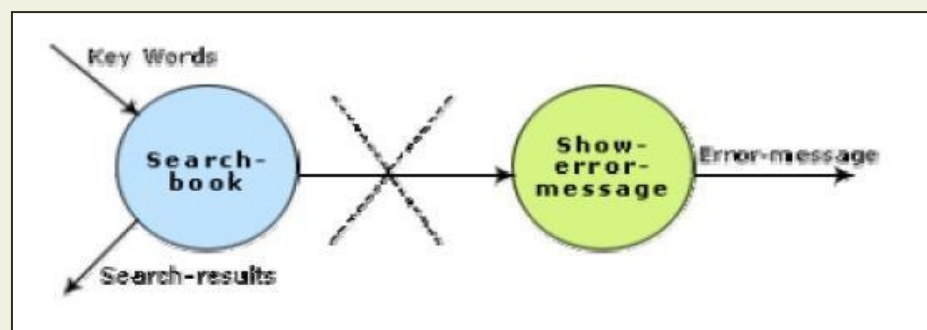 Key Words
Search-
book
Search-results
Show-
error-
message
Error-message